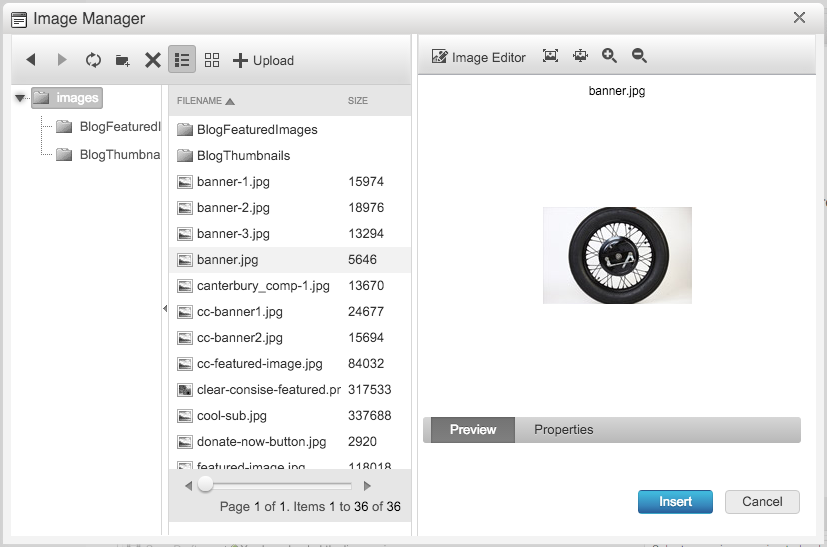 Image Manager
Upload
Image Editor
images
BlogFeaturedI
BlogThumbna
FILENAME SIZE
BlogFeaturedImages
BlogThumbnails
banner-1.jpg 15974
banner-2.jpg 18976
banner-3.jpg 13294
banner.jpg 5646
canterbury_comp-1.jpg 13670
cc-banner1.jpg 24677
cc-banner2.jpg 15694
cc-featured-image.jpg 84032
clear-consise-featured.pr 317533
cool-sub.jpg 337688
donate-now-button.jpg 2920
featured-image.jpg 118018
Page 1 of 1. Items 1 to 36 of 36
banner.jpg
Preview Properties
Insert Cancel